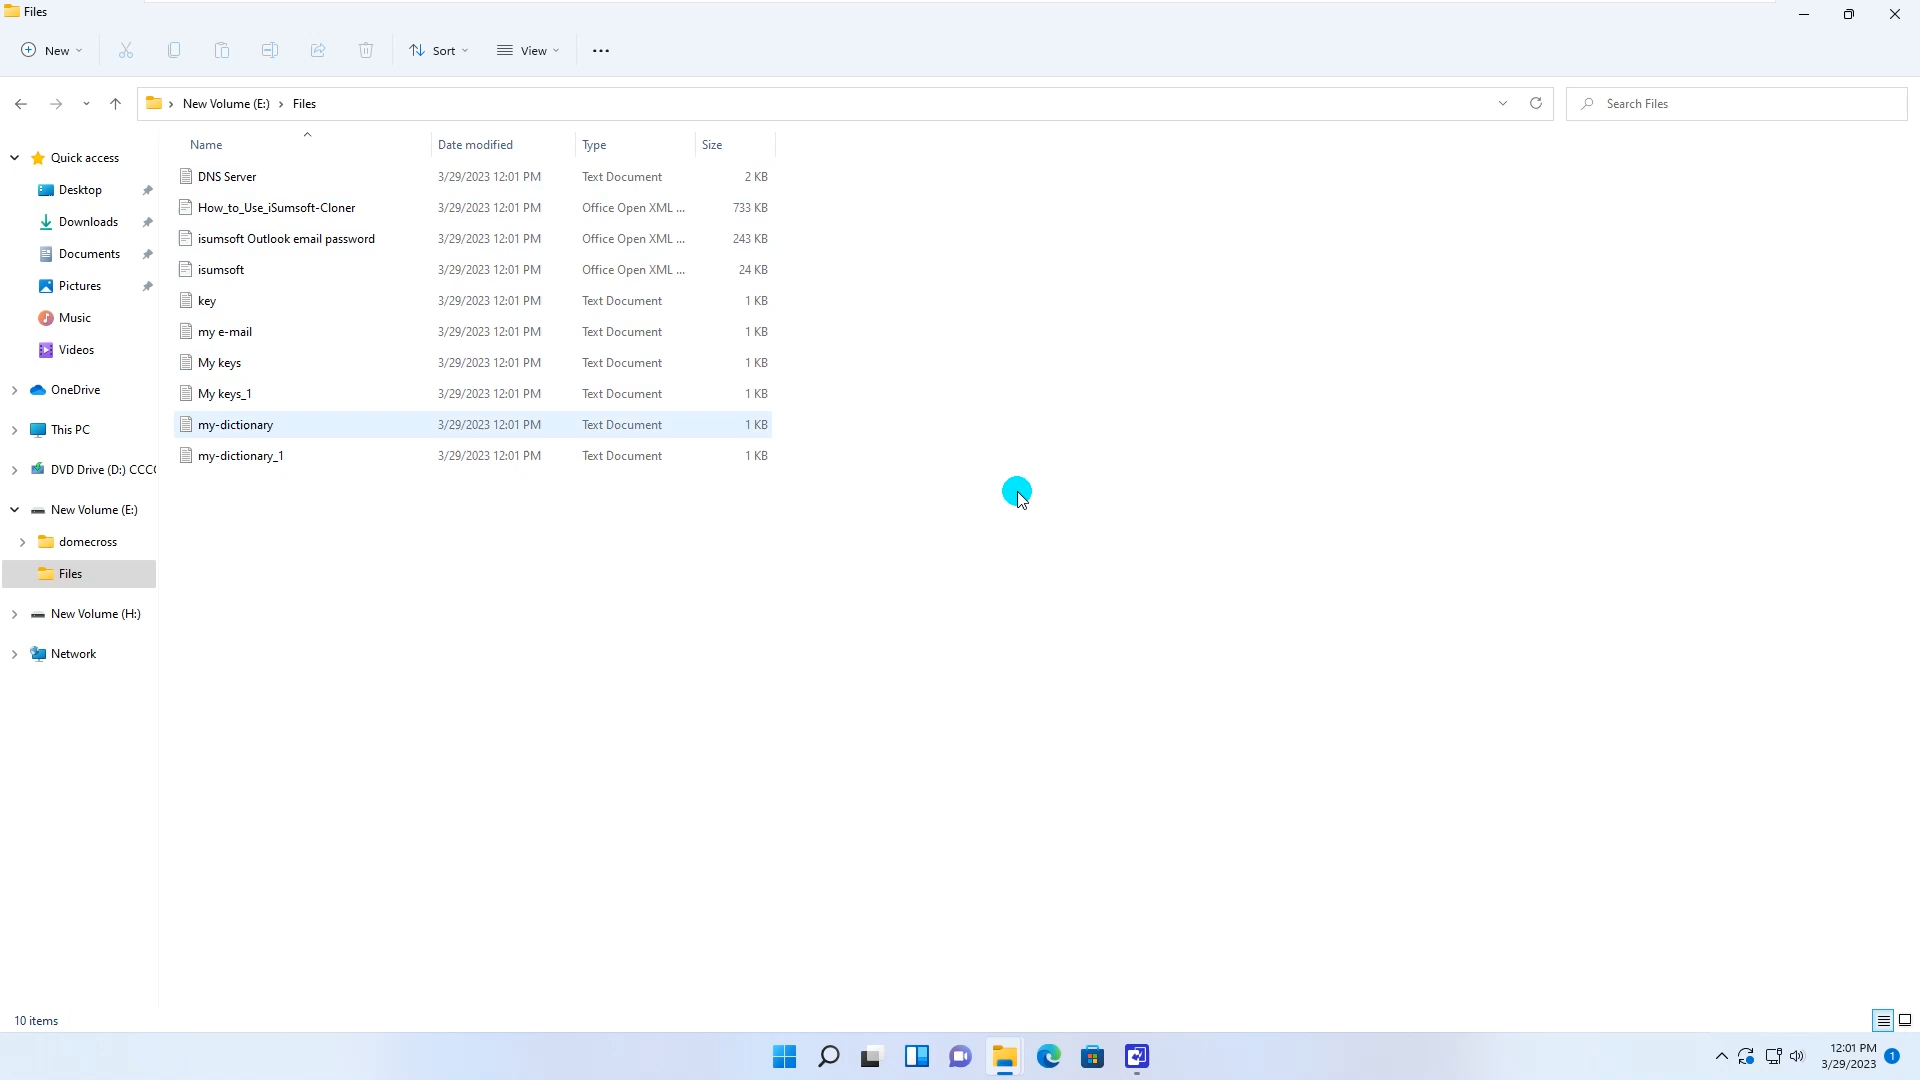 Files
New Sort View
New Volume (E:) Files Search Files
Name Date modified Type Size
Quick access
Desktop
Downloads
Documents
Pictures
Music
Videos
OneDrive
This PC
DVD Drive (D:) CCC
New Volume (E:)
domecross
Files
New Volume (H:)
Network
DNS Server 3/29/2023 12:01 PM Text Document 2 KB
How_to_Use_iSumsoft-Cloner 3/29/2023 12:01 PM Office Open XML ... 733 KB
isumsoft Outlook email password 3/29/2023 12:01 PM Office Open XML ... 243 KB
isumsoft 3/29/2023 12:01 PM Office Open XML ... 24 KB
key 3/29/2023 12:01 PM Text Document 1 KB
my e-mail 3/29/2023 12:01 PM Text Document 1 KB
My keys 3/29/2023 12:01 PM Text Document 1 KB
My keys_1 3/29/2023 12:01 PM Text Document 1 KB
my-dictionary 3/29/2023 12:01 PM Text Document 1 KB
my-dictionary_1 3/29/2023 12:01 PM Text Document 1 KB
10 items
12:01 PM
3/29/2023 1